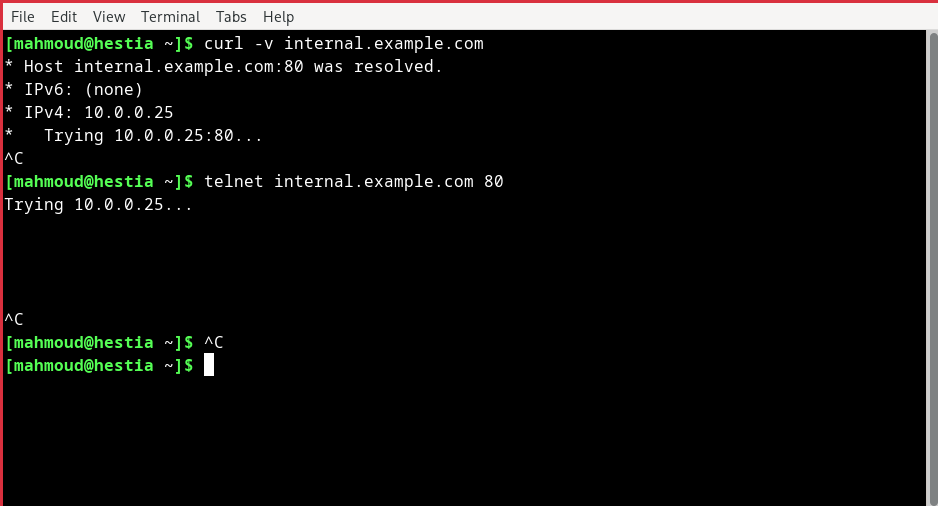 File Edit View Terminal Tabs Help
[mahmoud@hestia ~]$ curl -v internal.example.com
* Host internal.example.com:80 was resolved.
* IPv6: (none)
* IPv4: 10.0.0.25
*   Trying 10.0.0.25:80...
^C
[mahmoud@hestia ~]$ telnet internal.example.com 80
Trying 10.0.0.25...
^C
[mahmoud@hestia ~]$ ^C
[mahmoud@hestia ~]$